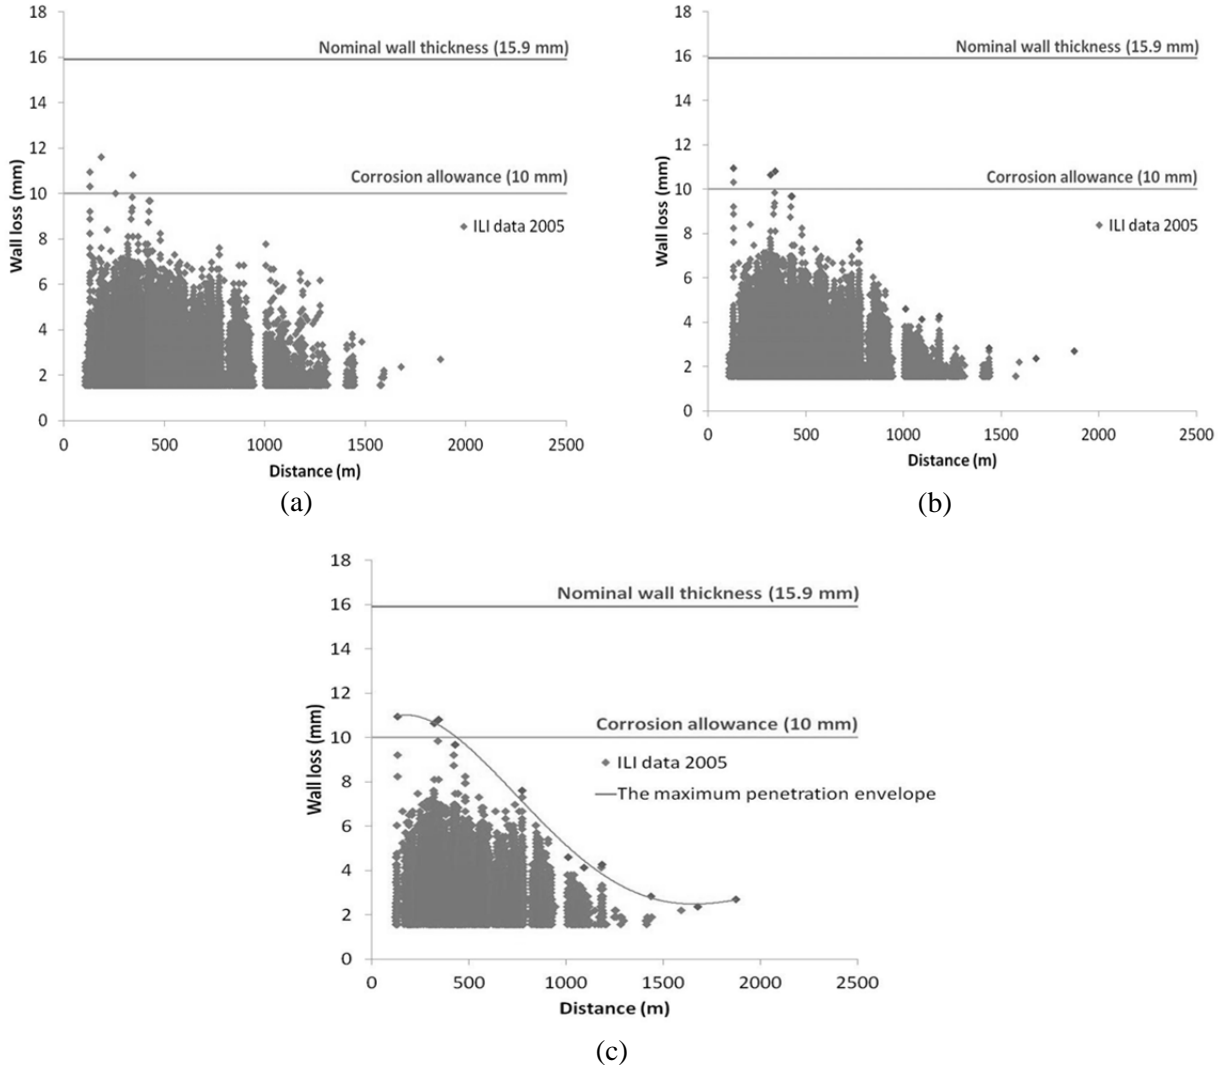 18
16
14
12
10
8
6
4
2
0
Wall loss (mm)
Nominal wall thickness (15.9 mm)
Corrosion allowance (10 mm)
ILI data 2005
0 500 1000 1500 2000 2500
Distance (m)
(a)
18
16
14
12
10
8
6
4
2
0
Wall loss (mm)
Nominal wall thickness (15.9 mm)
Corrosion allowance (10 mm)
ILI data 2005
0 500 1000 1500 2000 2500
Distance (m)
(b)
18
16
14
12
10
8
6
4
2
0
Wall loss (mm)
Nominal wall thickness (15.9 mm)
Corrosion allowance (10 mm)
ILI data 2005
The maximum penetration envelope
0 500 1000 1500 2000 2500
Distance (m)
(c)